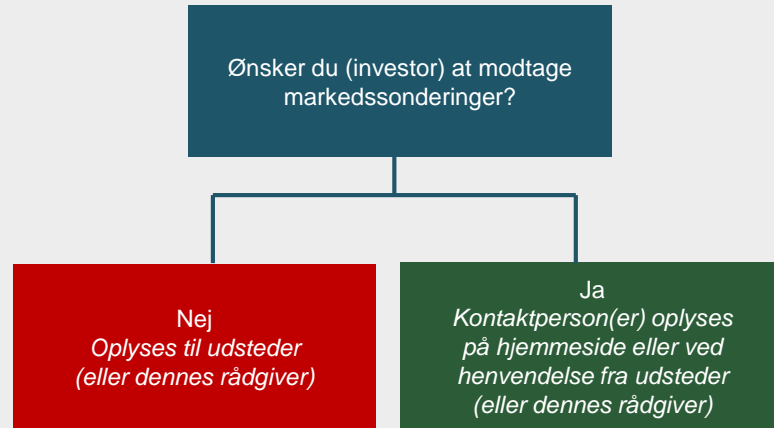 Ønsker du (investor) at modtage
markedssonderinger?
Nej
Oplyses til udsteder
(eller dennes rådgiver)
Ja
Kontaktperson(er) oplyses
på hjemmeside eller ved
henvendelse fra udsteder
(eller dennes rådgiver)